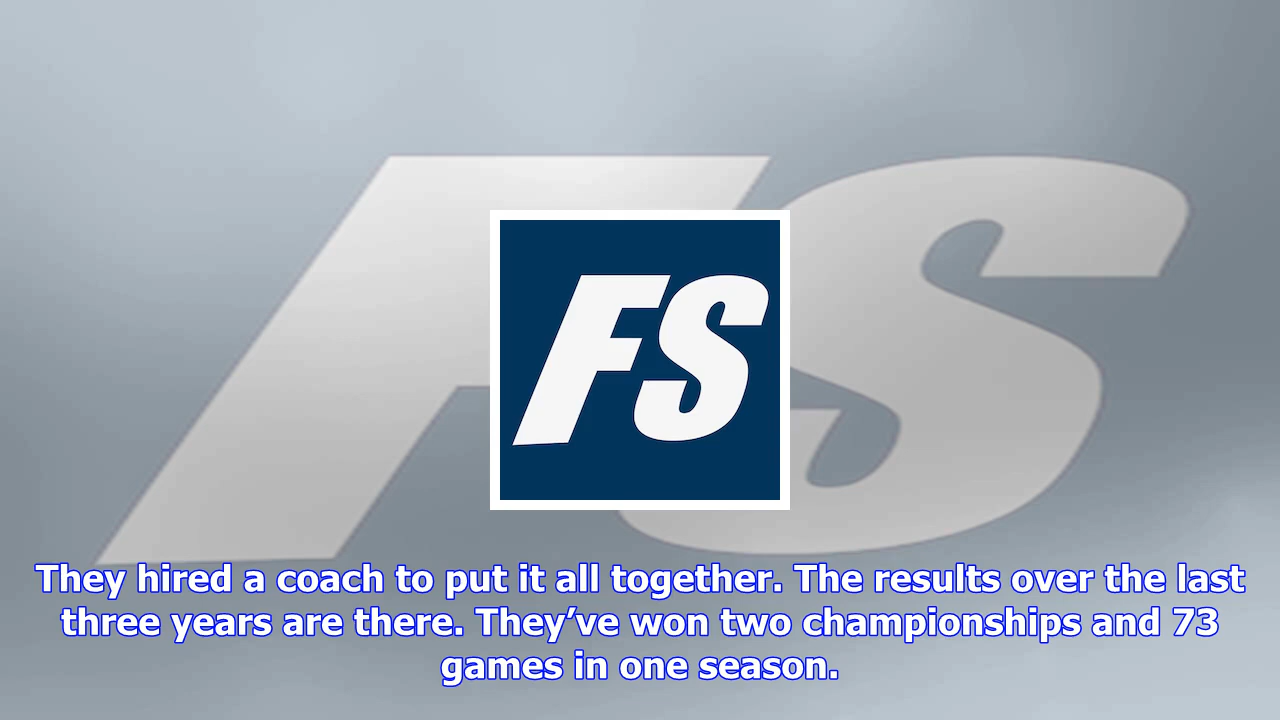 FS
FS
They hired a coach to put it all together. The results over the last
three years are there. They’ve won two championships and 73
games in one season.